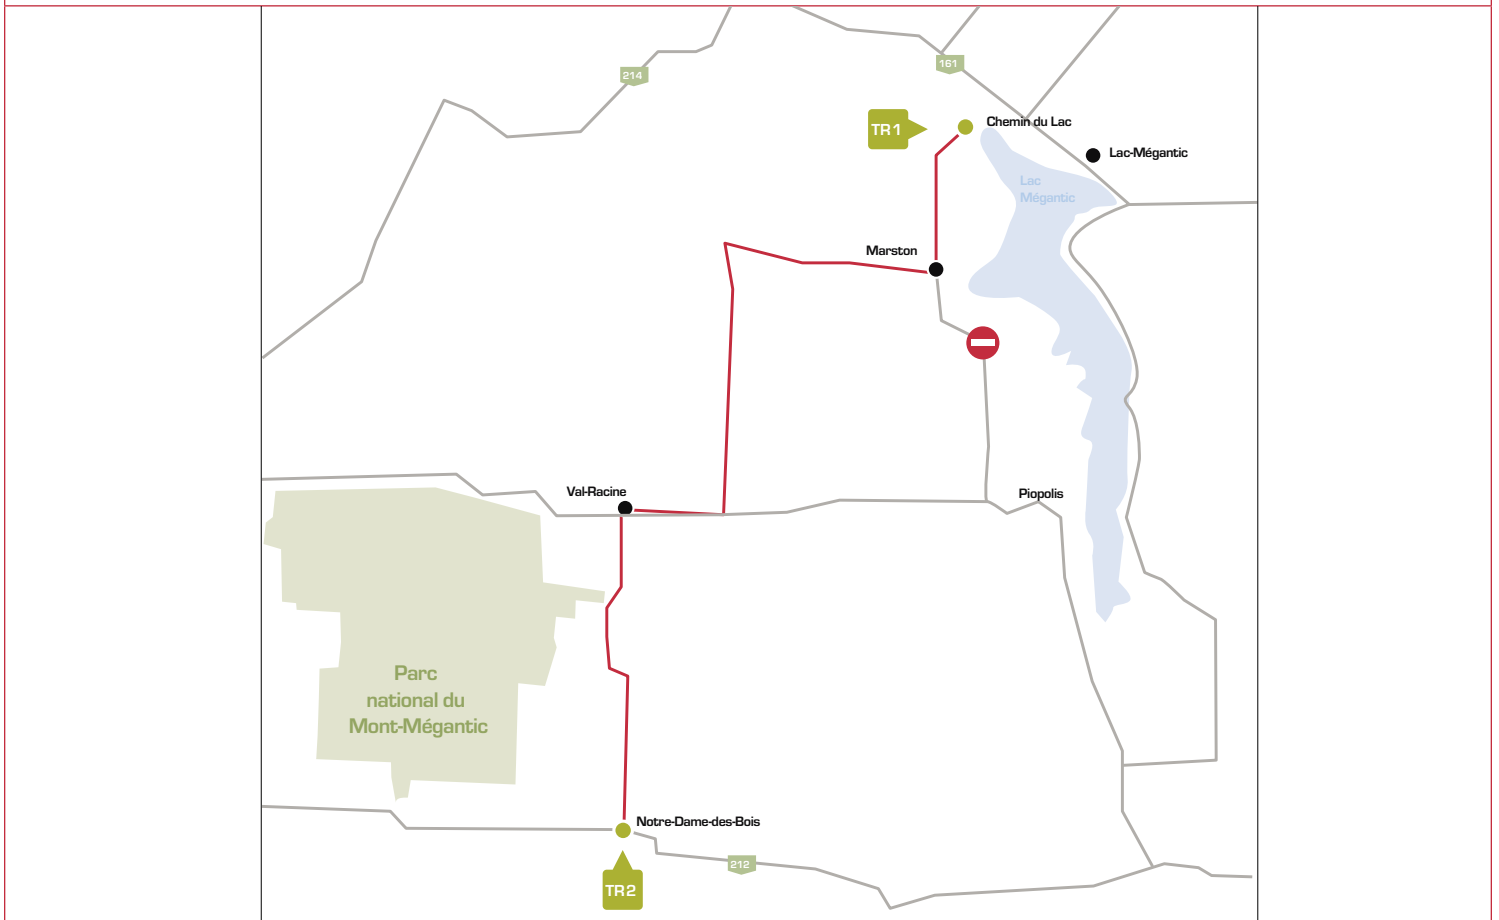 214
161
TR1
Chemin du Lac
Lac-Mégantic
Lac
Mégantic
Marston
Val-Racine
Piopolis
Parc
national du
Mont-Mégantic
Notre-Dame-des-Bois
212
TR2